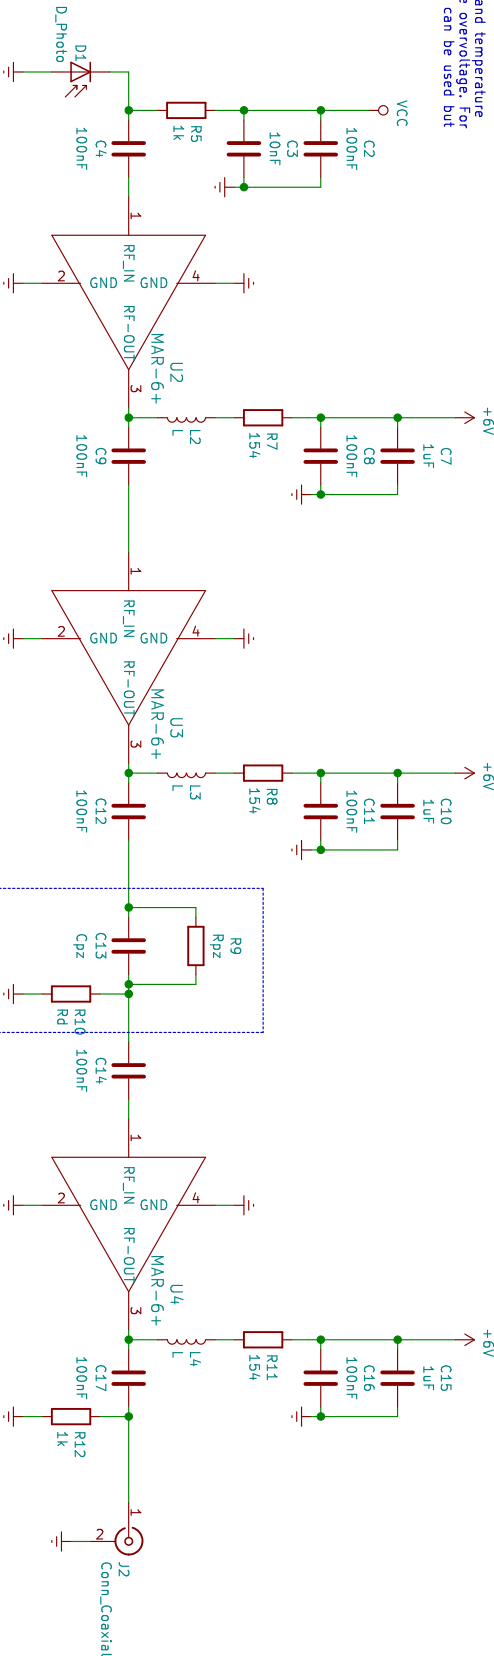 and temperature
e overvoltage. For
can be used but
VCC
C2
100nF
C3
10nF
R5
1k
D1
D_Photo
C4
100nF
1
RF_IN
2
GND
GND
4
RF-OUT
3
U2
MAR-6+
+6V
C7
1uF
C8
100nF
R7
154
L2
L
C9
100nF
1
RF_IN
2
GND
GND
4
RF-OUT
3
U3
MAR-6+
+6V
C10
1uF
C11
100nF
R8
154
L3
L
C12
100nF
R9
Rpz
C13
Cpz
R10
Rd
C14
100nF
1
RF_IN
2
GND
GND
4
RF-OUT
3
U4
MAR-6+
+6V
C15
1uF
C16
100nF
R11
154
L4
L
C17
100nF
R12
1k
1
2
J2
Conn_Coaxial